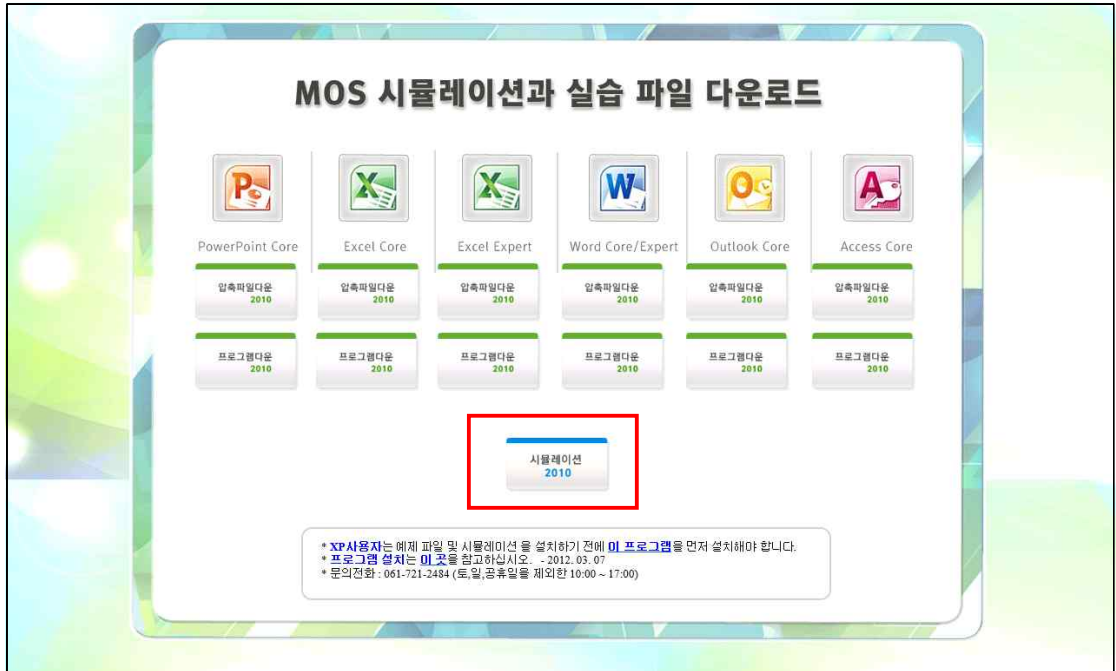 MOS 시뮬레이션과 실습 파일 다운로드
PowerPoint Core
Excel Core
Excel Expert
Word Core/Expert
Outlook Core
Access Core
압축파일다운
2010
압축파일다운
2010
압축파일다운
2010
압축파일다운
2010
압축파일다운
2010
압축파일다운
2010
프로그램다운
2010
프로그램다운
2010
프로그램다운
2010
프로그램다운
2010
프로그램다운
2010
프로그램다운
2010
시뮬레이션
2010
* XP사용자는 예제 파일 및 시뮬레이션 을 설치하기 전에 이 프로그램을 먼저 설치해야 합니다.
* 프로그램 설치는 이 곳을 참고하십시오. - 2012. 03. 07
* 문의전화 : 061-721-2484 (토,일,공휴일을 제외한 10:00 ~ 17:00)